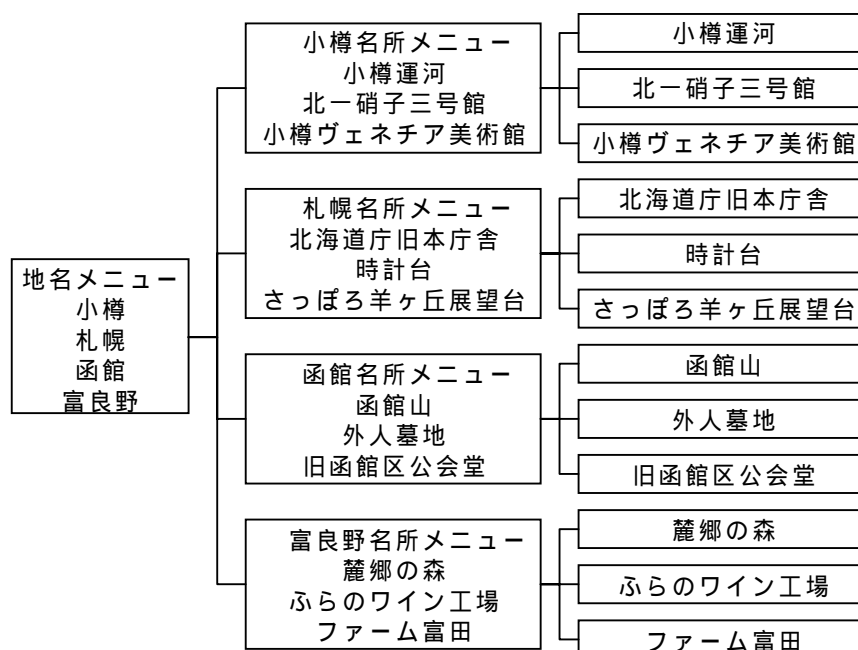 地名メニュー
小樽
札幌
函館
富良野
小樽名所メニュー
小樽運河
北一硝子三号館
小樽ヴェネチア美術館
小樽運河
北一硝子三号館
小樽ヴェネチア美術館
札幌名所メニュー
北海道庁旧本庁舎
時計台
さっぽろ羊ヶ丘展望台
北海道庁旧本庁舎
時計台
さっぽろ羊ヶ丘展望台
函館名所メニュー
函館山
外人墓地
旧函館区公会堂
函館山
外人墓地
旧函館区公会堂
富良野名所メニュー
麓郷の森
ふらのワイン工場
ファーム富田
麓郷の森
ふらのワイン工場
ファーム富田